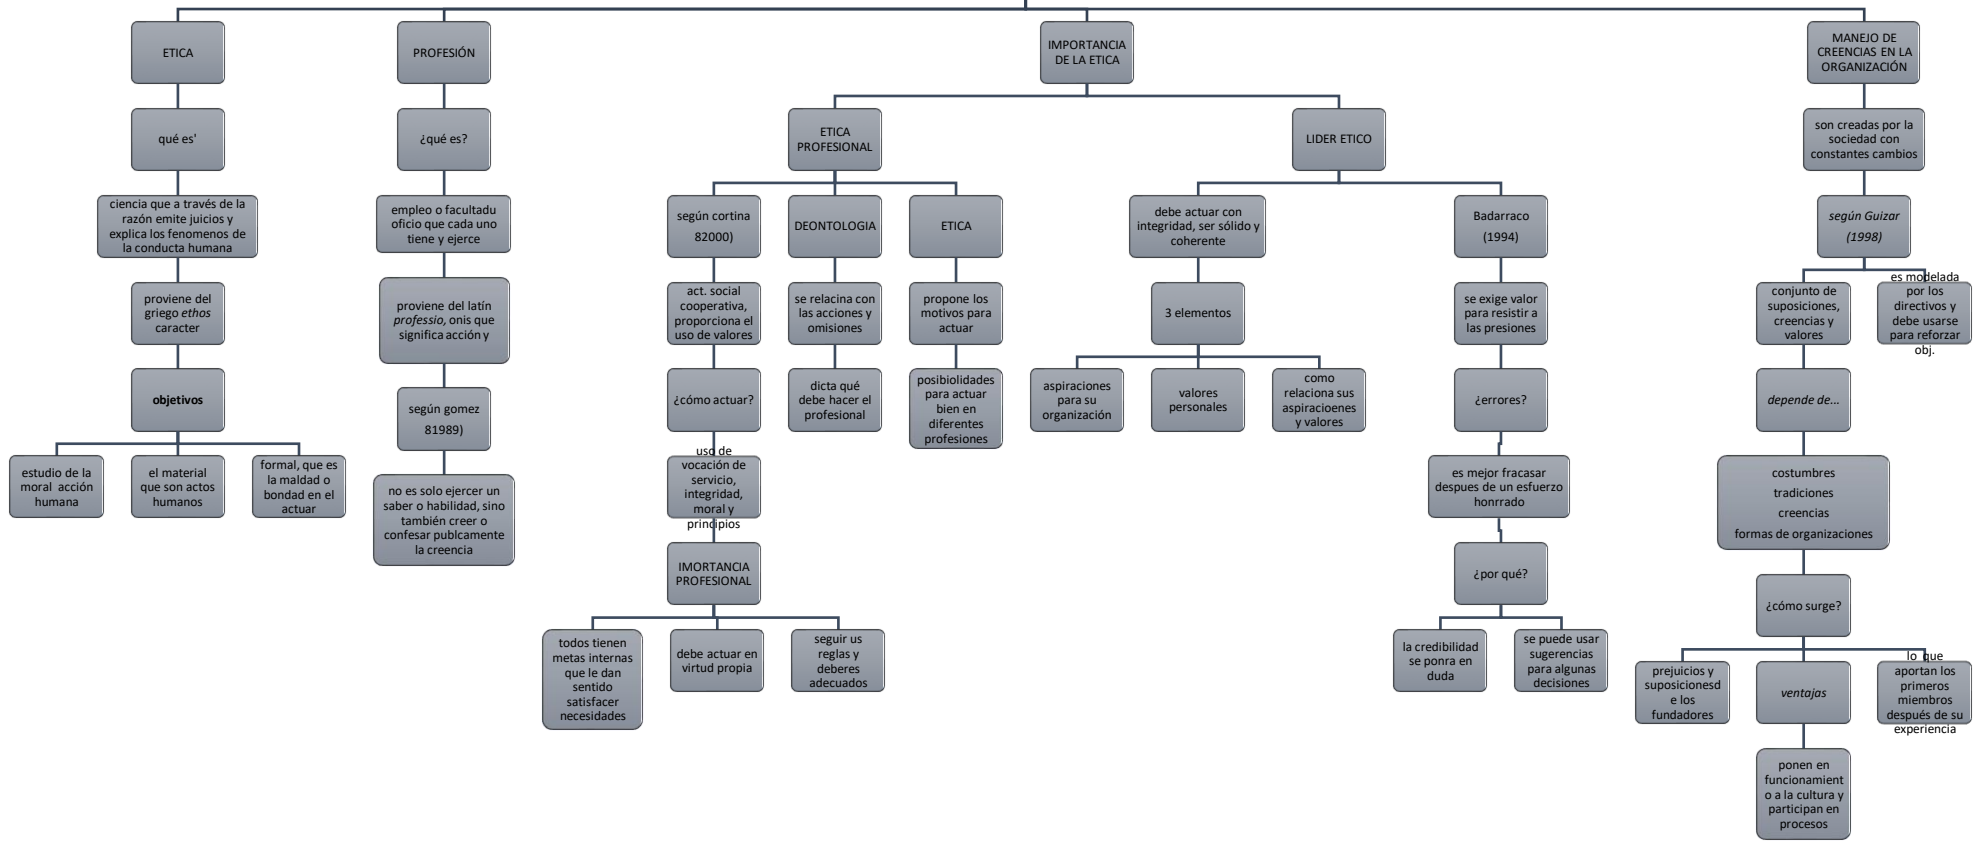 ETICA
qué es'
ciencia que a través de la
razón emite juicios y
explica los fenomenos de
la conducta humana
proviene del
griego ethos
caracter
objetivos
estudio de la
moral acción
humana
el material
que son actos
humanos
formal, que es
la maldad o
bondad en el
actuar
PROFESIÓN
¿qué es?
empleo o facultadu
oficio que cada uno
tiene y ejerce
proviene del latín
professio, onis que
significa acción y
según gomez
81989)
no es solo ejercer un
saber o habilidad, sino
también creer o
confesar publcamente
la creencia
IMPORTANCIA
DE LA ETICA
ETICA
PROFESIONAL
según cortina
82000)
act. social
cooperativa,
proporciona el
uso de valores
¿cómo actuar?
uso de
vocación de
servicio,
integridad,
moral y
principios
IMORTANCIA
PROFESIONAL
todos tienen
metas internas
que le dan
sentido
satisfacer
necesidades
debe actuar en
virtud propia
seguir us
reglas y
deberes
adecuados
DEONTOLOGIA
se relacina con
las acciones y
omisiones
dicta qué
debe hacer el
profesional
ETICA
propone los
motivos para
actuar
posibiolidades
para actuar
bien en
diferentes
profesiones
LIDER ETICO
debe actuar con
integridad, ser sólido y
coherente
3 elementos
aspiraciones
para su
organización
valores
personales
como
relaciona sus
aspiracioenes
y valores
Badarraco
(1994)
se exige valor
para resistir a
las presiones
¿errores?
es mejor fracasar
despues de un esfuerzo
honrrado
¿por qué?
la credibilidad
se ponra en
duda
se puede usar
sugerencias
para algunas
decisiones
MANEJO DE
CREENCIAS EN LA
ORGANIZACIÓN
son creadas por la
sociedad con
constantes cambios
según Guizar
(1998)
conjunto de
suposiciones,
creencias y
valores
depende de...
costumbres
tradiciones
creencias
formas de organizaciones
¿cómo surge?
prejuicios y
suposicionesd
e los
fundadores
ventajas
ponen en
funcionamient
o a la cultura y
participan en
procesos
lo que
aportan los
primeros
miembros
después de su
experiencia
es modelada
por los
directivos y
debe usarse
para reforzar
obj.